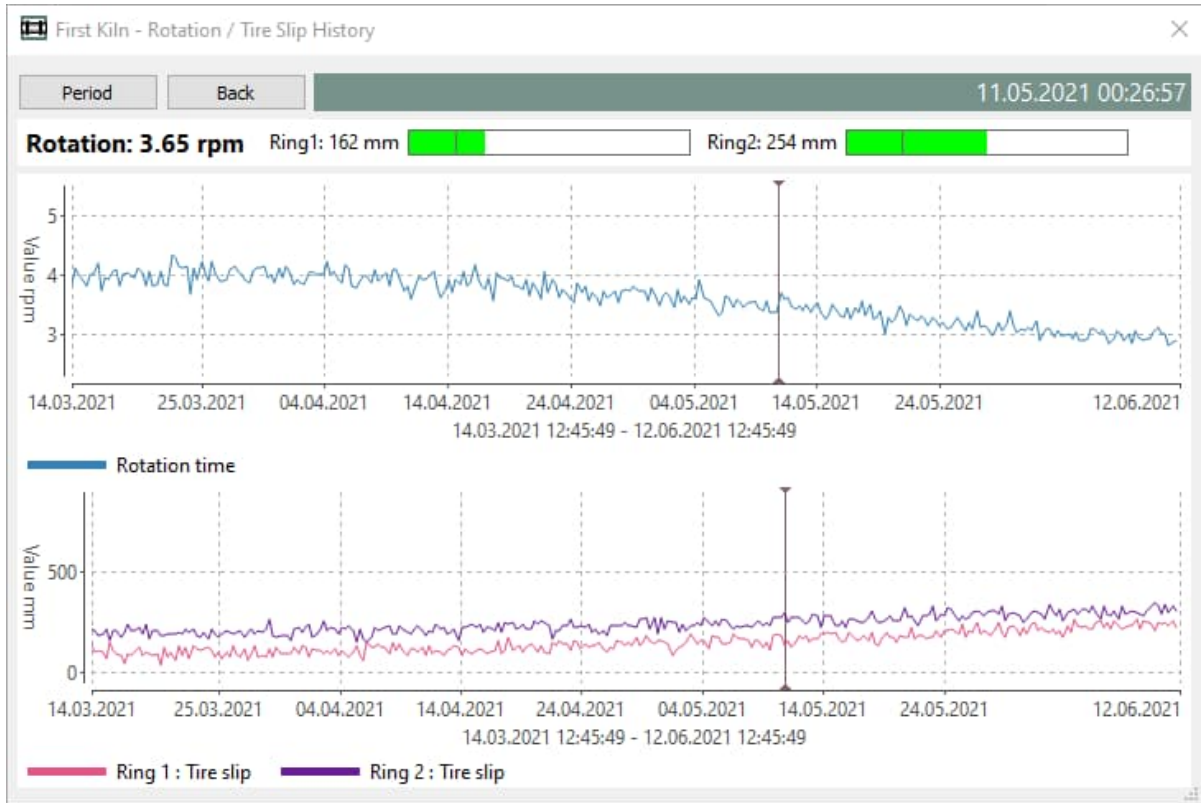 First Kiln - Rotation / Tire Slip History
Period Back 11.05.2021 00:26:57
Rotation: 3.65 rpm Ring1: 162 mm Ring2: 254 mm
Value rpm
5
4
3
14.03.2021 25.03.2021 04.04.2021 14.04.2021 24.04.2021 04.05.2021 14.05.2021 24.05.2021 12.06.2021
14.03.2021 12:45:49 - 12.06.2021 12:45:49
Rotation time
Value mm
500
0
14.03.2021 25.03.2021 04.04.2021 14.04.2021 24.04.2021 04.05.2021 14.05.2021 24.05.2021 12.06.2021
14.03.2021 12:45:49 - 12.06.2021 12:45:49
Ring 1 : Tire slip Ring 2 : Tire slip